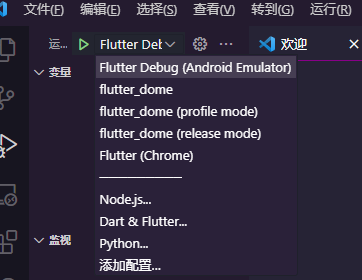 文件(F) 编辑(E) 选择(S) 查看(V) 转到(G) 运行(R)
运... Flutter Det 欢迎
变量
Flutter Debug (Android Emulator)
flutter_dome
flutter_dome (profile mode)
flutter_dome (release mode)
Flutter (Chrome)
Node.js...
Dart & Flutter...
Python...
监视
添加配置...